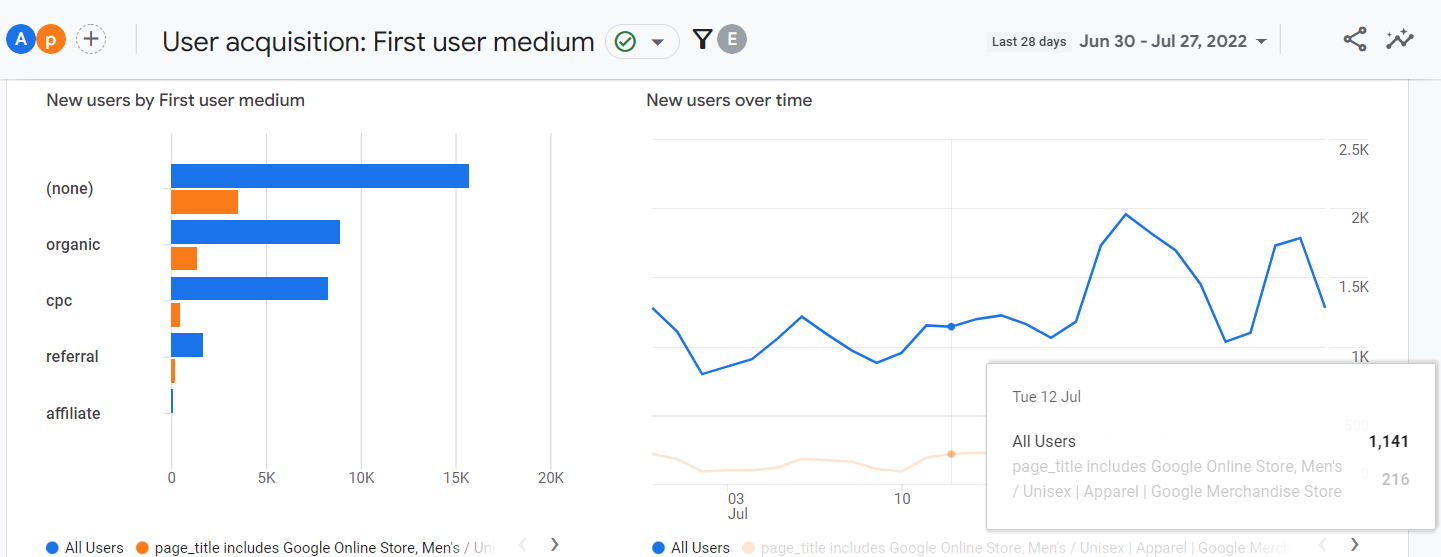 A p +
User acquisition: First user medium
E
Last 28 days Jun 30 - Jul 27, 2022
New users by First user medium
(none)
organic
cpc
referral
affiliate
0 5K 10K 15K 20K
All Users page_title includes Google Online Store, Men's / Un
New users over time
2.5K
2K
1.5K
1K
500
0
03
Jul
10
Tue 12 Jul
All Users 1,141
page_title includes Google Online Store, Men's
/ Unisex | Apparel | Google Merchandise Store
216
All Users page_title includes Google Online Store, Men's / Unisex | Apparel | Google Merc